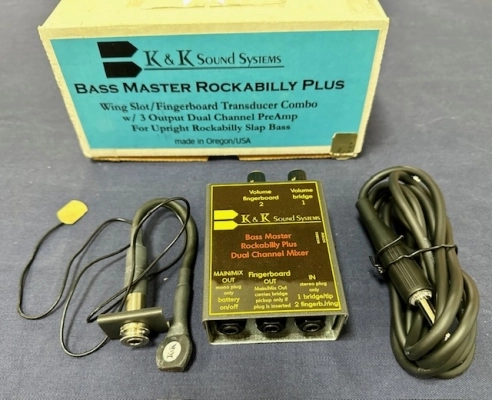 K & K Sound Systems
Bass Master Rockabilly Plus
Wing Slot/Fingerboard Transducer Combo
w/ 3 Output Dual Channel PreAmp
For Upright Rockabilly Slap Bass
made in Oregon/USA
Volume fingerboard 2
Volume bridge 1
K & K Sound Systems
Bass Master
Rockabilly Plus
Dual Channel Mixer
MAIN/MIX OUT
mono plug only
battery on/off
Fingerboard OUT
Main/Mix Out
carries bridge
pickup only if
plug is inserted
IN
stereo plug only
1 bridge/tip
2 fingerb./ring